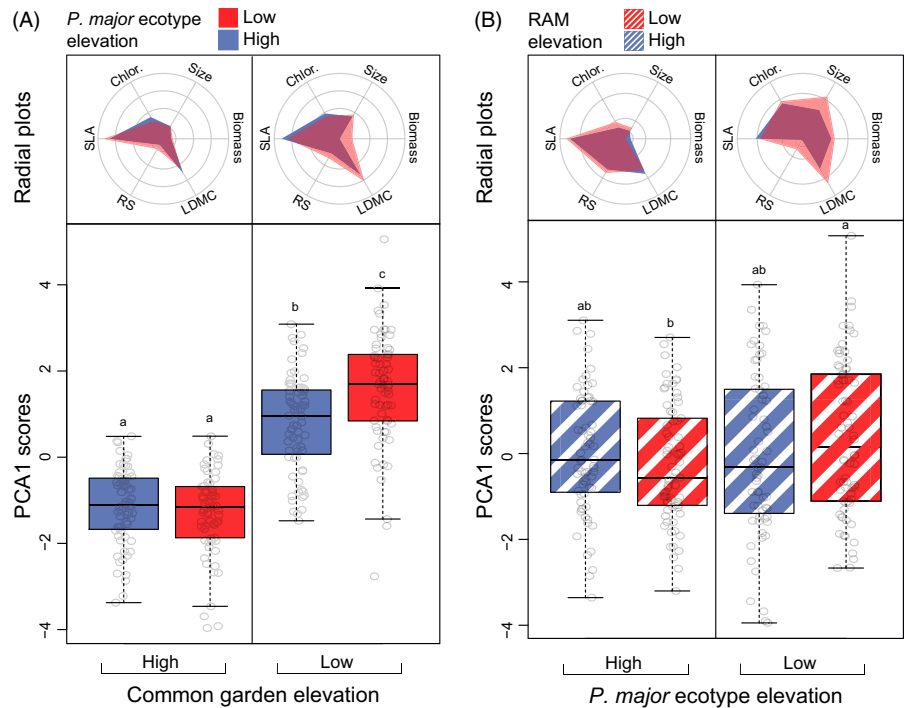 (A)
P. major ecotype elevation
Low
High
Radial plots
Chlor.
Size
Biomass
LDMC
RS
SLA
Chlor.
Size
Biomass
LDMC
RS
SLA
PCA1 scores
4
2
0
−2
−4
a
a
b
c
High
Low
Common garden elevation
(B)
RAM elevation
Low
High
Radial plots
Chlor.
Size
Biomass
LDMC
RS
SLA
Chlor.
Size
Biomass
LDMC
RS
SLA
PCA1 scores
4
2
0
−2
−4
ab
b
ab
a
High
Low
P. major ecotype elevation